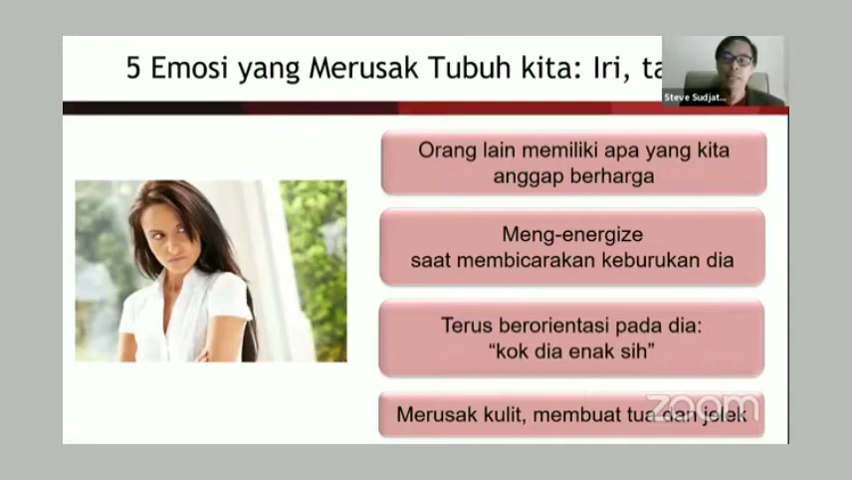 5 Emosi yang Merusak Tubuh kita: Iri,
Steve Sudjat...
Orang lain memiliki apa yang kita
anggap berharga
Meng-energize
saat membicarakan keburukan dia
Terus berorientasi pada dia:
“kok dia enak sih”
Merusak kulit, membuat tua dan jelek
zoom